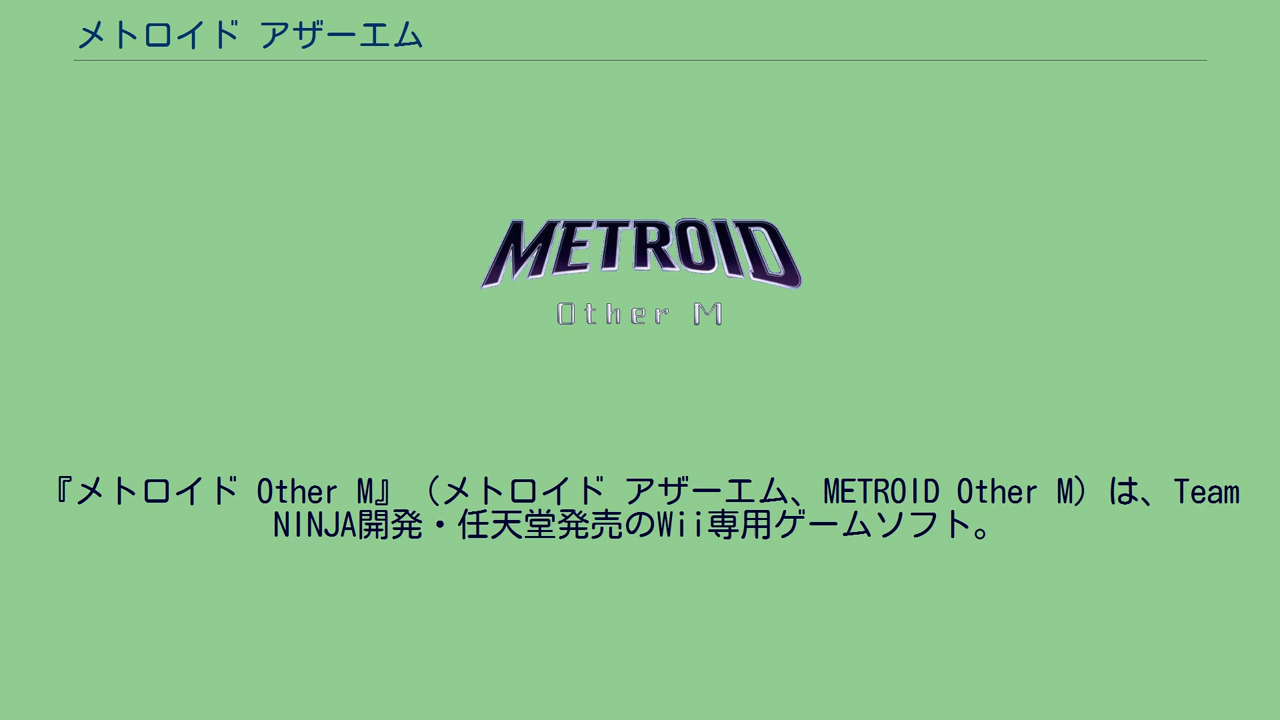 メトロイド アザーエム
METROID
Other M
『メトロイド Other M』（メトロイド アザーエム、METROID Other M）は、Team
NINJA開発・任天堂発売のWii専用ゲームソフト。